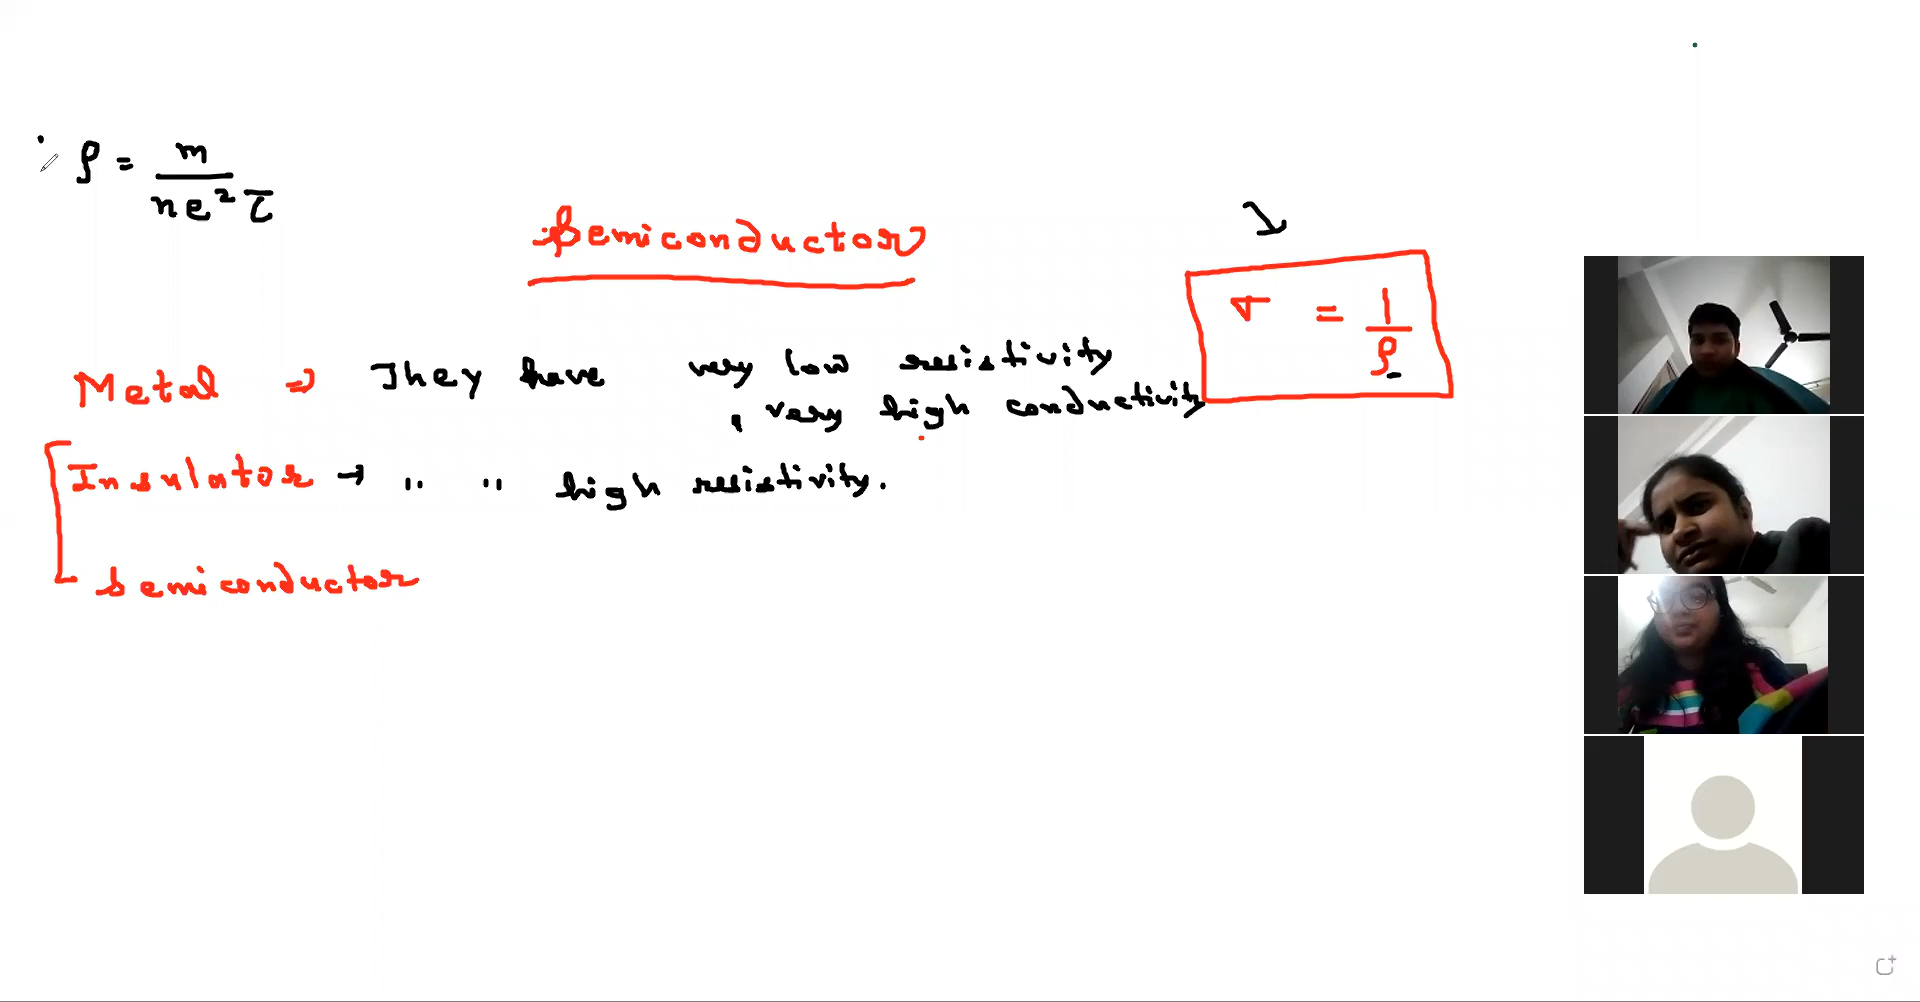 ρ = m / ne²τ
Semiconductor
σ = 1/ρ
Metal ⇒ They have very low resistivity
, very high conductivity
Insulator → " " high resistivity.
Semiconductor